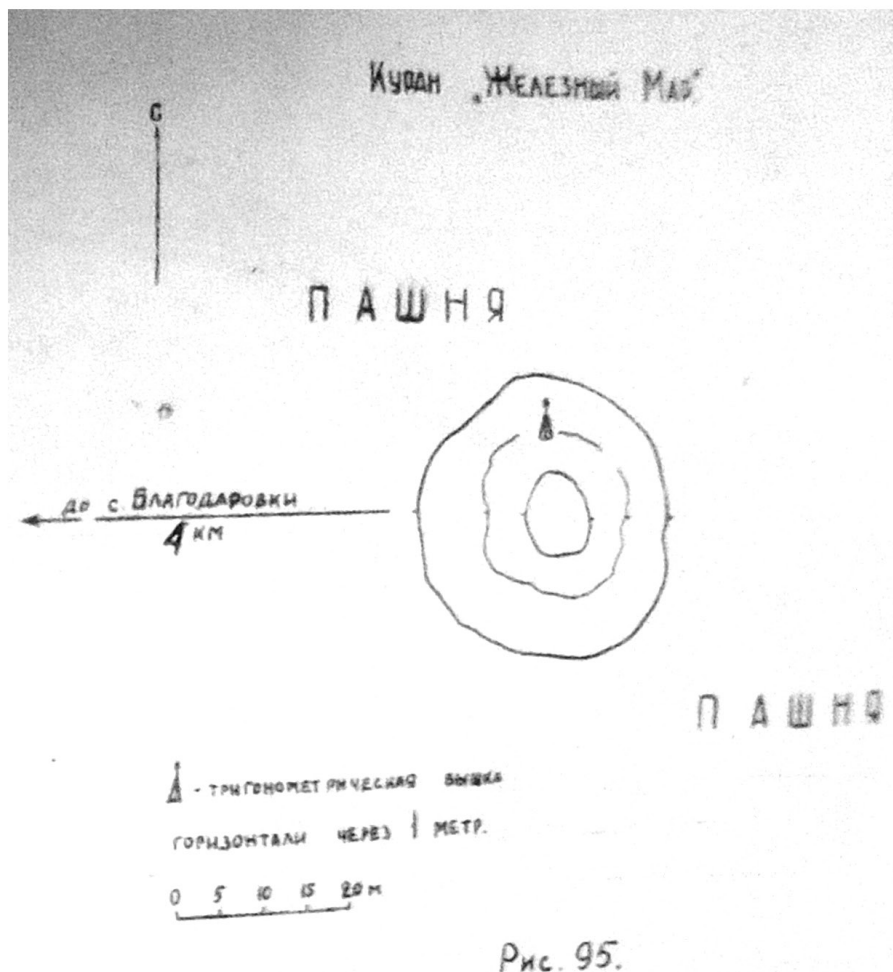 Курган „Железный Мар"
С
ПАШНЯ
до с. Благодаровки
4 км
ПАШНЯ
- ТРИГОНОМЕТРИЧЕСКАЯ ВЫШКА
ГОРИЗОНТАЛИ ЧЕРЕЗ 1 МЕТР.
0 5 10 15 20 м
Рис. 95.